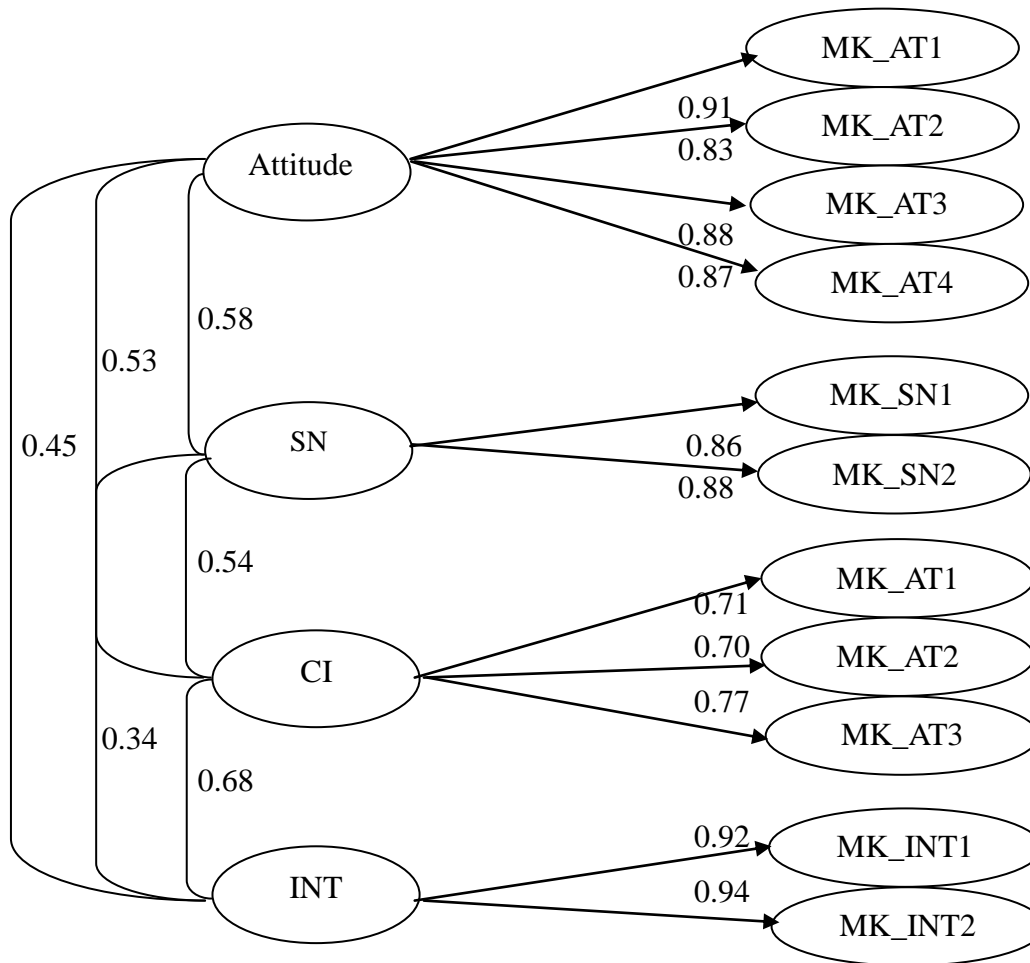 MK_AT1
0.91
MK_AT2
0.83
Attitude
MK_AT3
0.88
0.87
MK_AT4
0.58
0.53
0.45
MK_SN1
SN
0.86
MK_SN2
0.88
0.54
MK_AT1
0.71
0.70
MK_AT2
CI
0.77
MK_AT3
0.34
0.68
0.92
MK_INT1
INT
0.94
MK_INT2